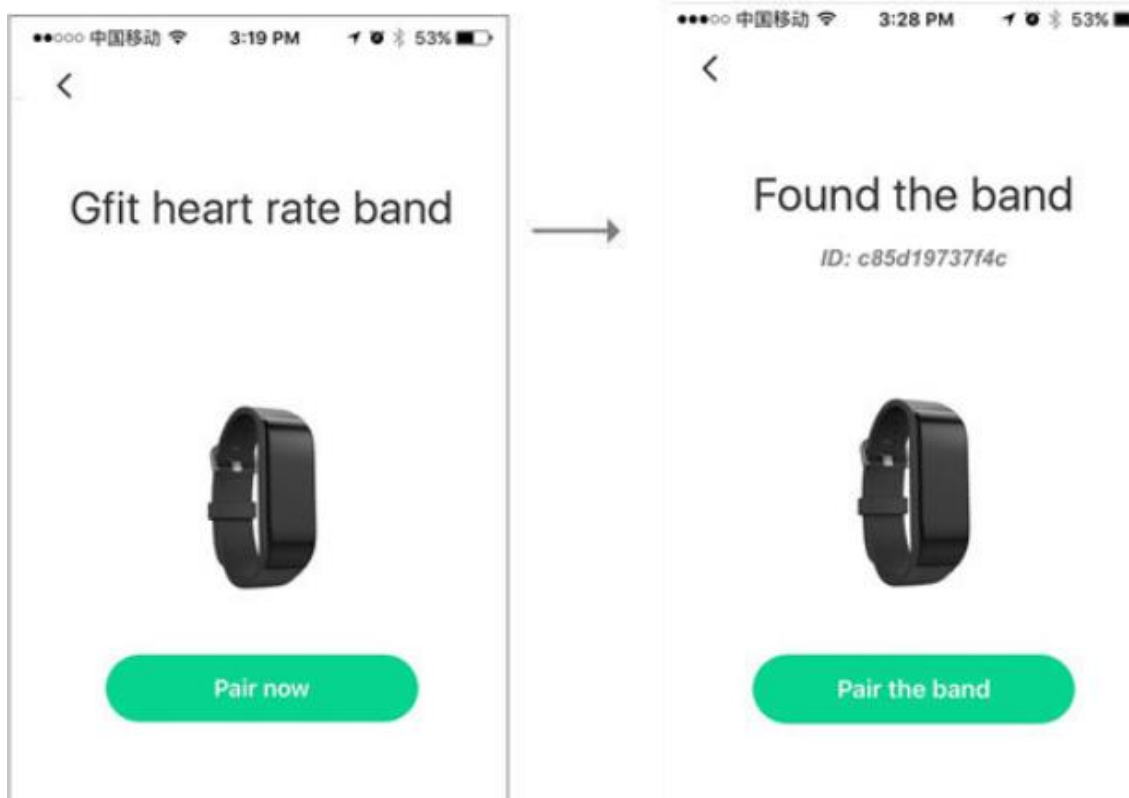 中国移动 3:19 PM 53%
Gfit heart rate band
Pair now
中国移动 3:28 PM 53%
Found the band
ID: c85d19737f4c
Pair the band